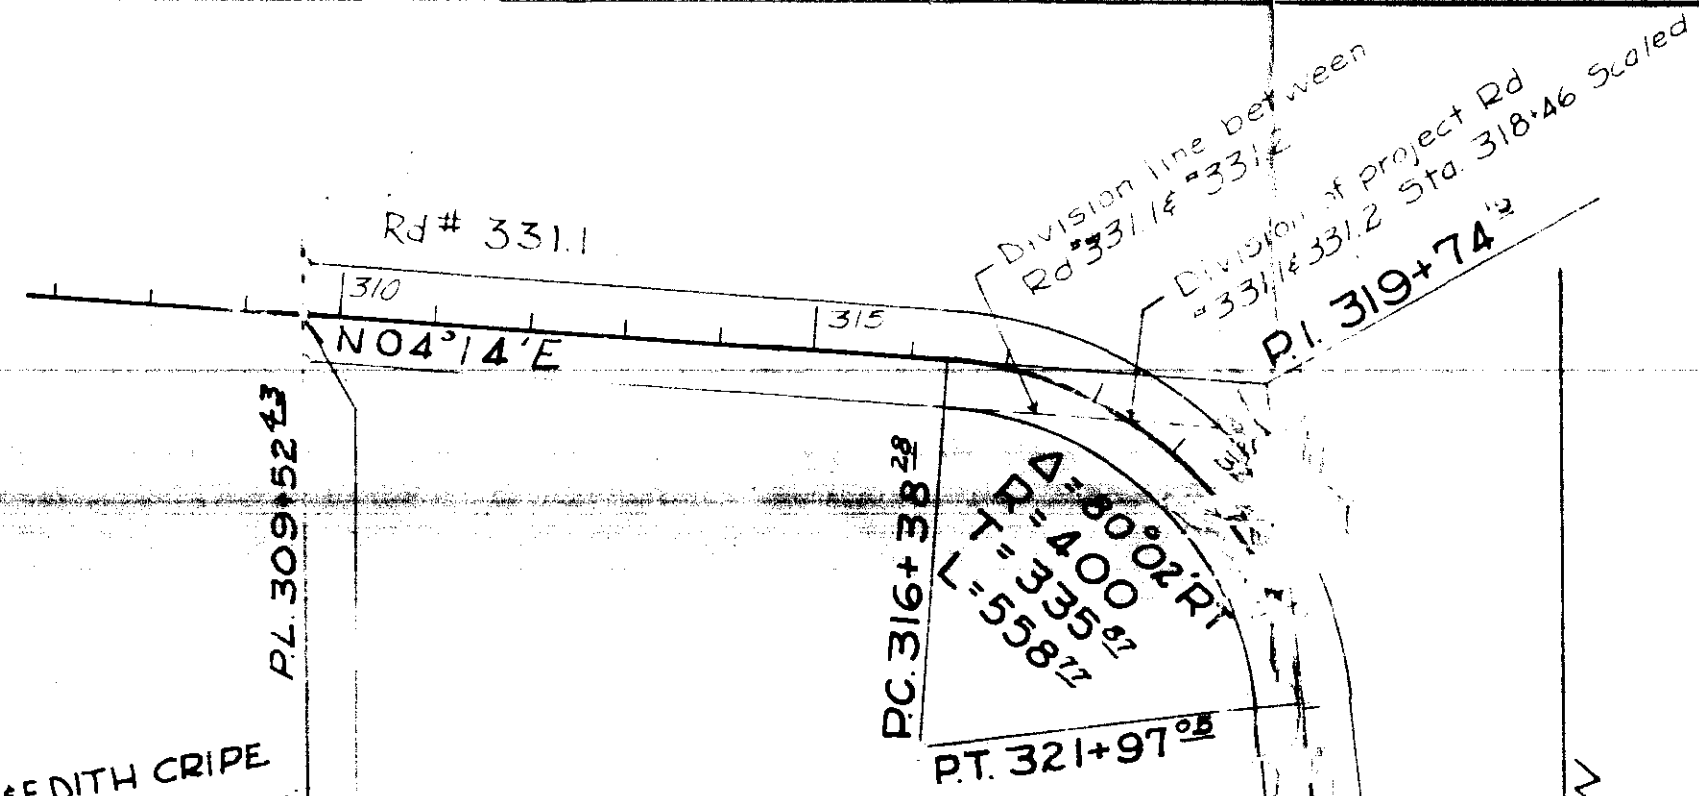 Division line between
Rd #331.1 & #331.2
Division of project Rd
#331.1 & 331.2 Sta. 318+46 Scaled
P.I. 319+74
Rd # 331.1
310
315
N 04°14'E
P.L. 309+52 43
P.C. 316+38 28
Δ=80°02'RT
R=400
T=335 87
L=558 77
P.T. 321+97 05
& EDITH CRIPE